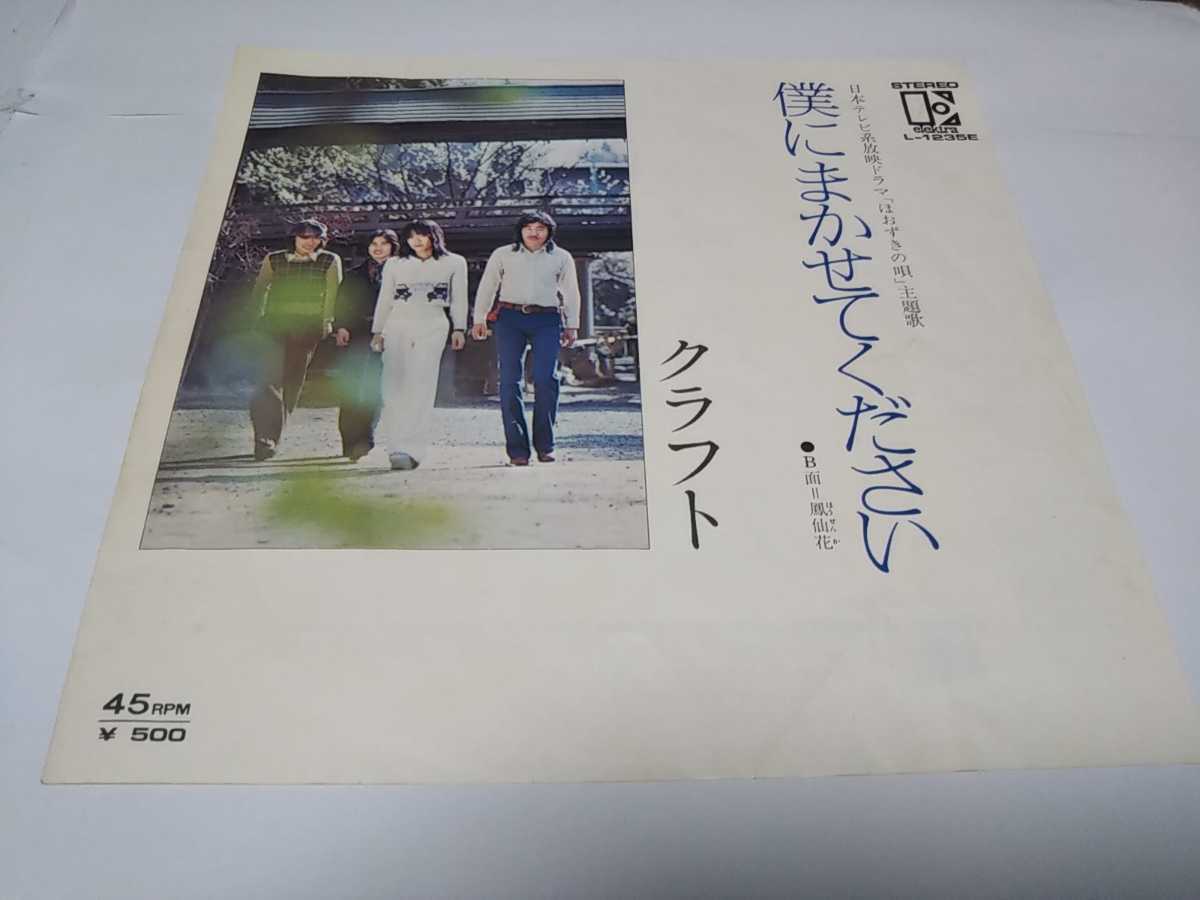 STEREO
elektra
L-1235E
日本テレビ系放映ドラマ「ほおずきの唄」主題歌
僕にまかせてください
●B面=鳳仙花
ほうせんか
クラフト
45RPM
¥ 500